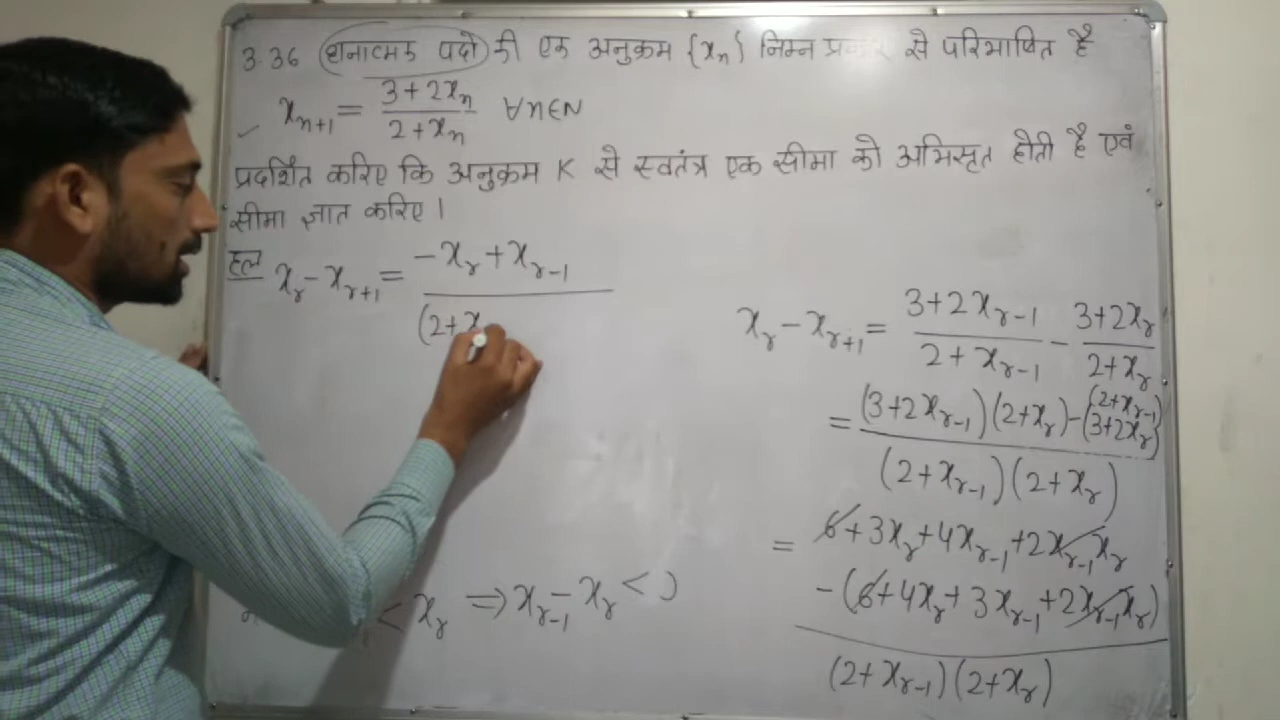 3.36 धनात्मक पदों की एक अनुक्रम {xₙ} निम्न से परिभाषित है
xₙ₊₁ = (3+2xₙ)/(2+xₙ) ∀n∈N
प्रदर्शित करिए कि अनुक्रम K से स्वतंत्र एक सीमा को अभिसृत होती है एवं
सीमा ज्ञात करिए।
हल xᵣ - xᵣ₊₁ = (-xᵣ + xᵣ₋₁)/
(2+x
< xᵣ ⇒ xᵣ₋₁ - xᵣ <
xᵣ - xᵣ₊₁ = (3+2xᵣ₋₁)/(2+xᵣ₋₁) - (3+2xᵣ)/(2+xᵣ)
= (3+2xᵣ₋₁)(2+xᵣ) - (2+xᵣ₋₁)(3+2xᵣ)
(2+xᵣ₋₁)(2+xᵣ)
= 6+3xᵣ+4xᵣ₋₁+2xᵣ₋₁xᵣ
-(6+4xᵣ+3xᵣ₋₁+2xᵣ₋₁xᵣ)
(2+xᵣ₋₁)(2+xᵣ)